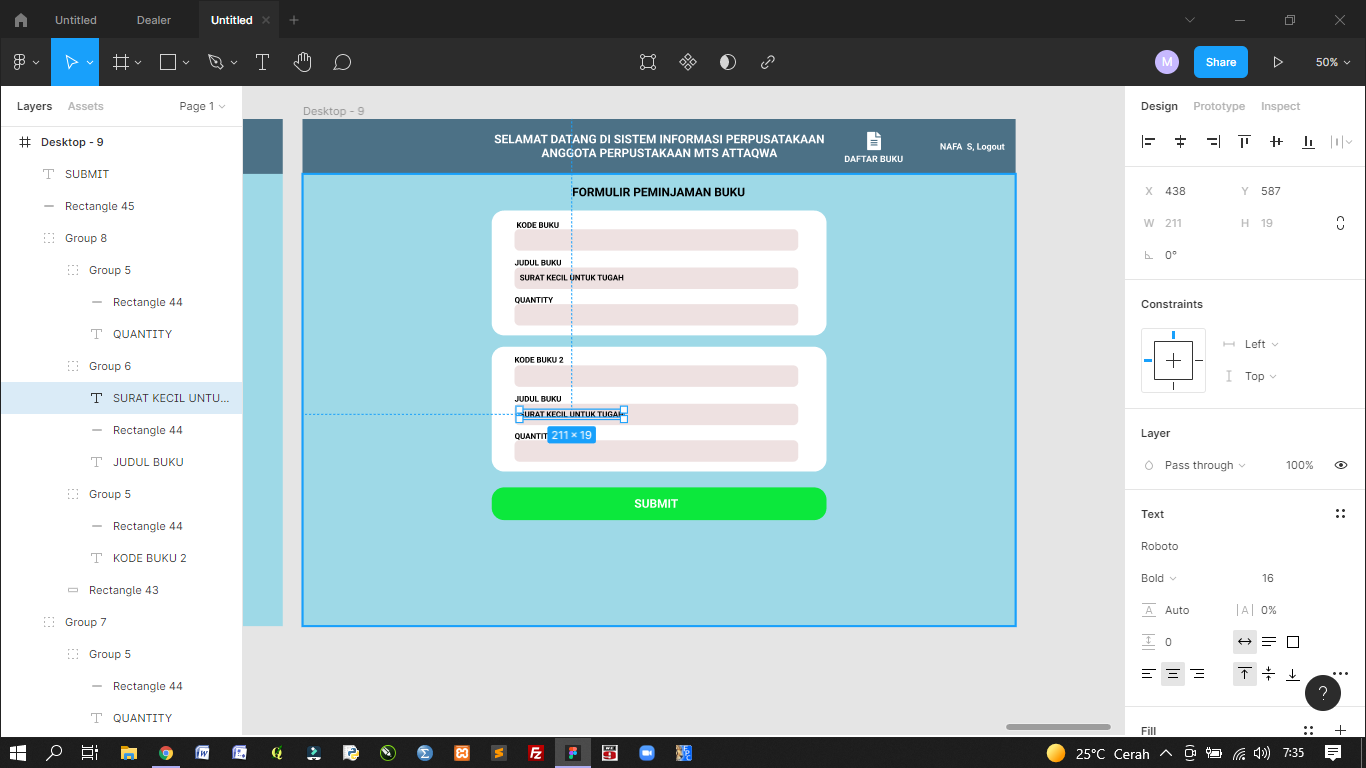 Untitled
Dealer
Untitled
M
Share
50%
Layers
Assets
Page 1
Desktop - 9
SUBMIT
Rectangle 45
Group 8
Group 5
Rectangle 44
QUANTITY
Group 6
SURAT KECIL UNTU...
Rectangle 44
JUDUL BUKU
Group 5
Rectangle 44
KODE BUKU 2
Rectangle 43
Group 7
Group 5
Rectangle 44
QUANTITY
Desktop - 9
SELAMAT DATANG DI SISTEM INFORMASI PERPUSATAKAAN
ANGGOTA PERPUSTAKAAN MTS ATTAQWA
DAFTAR BUKU
NAFA S, Logout
FORMULIR PEMINJAMAN BUKU
KODE BUKU
JUDUL BUKU
SURAT KECIL UNTUK TUGAH
QUANTITY
KODE BUKU 2
JUDUL BUKU
SURAT KECIL UNTUK TUGAH
QUANTIT
211 × 19
SUBMIT
Design
Prototype
Inspect
X 438
Y 587
W 211
H 19
0°
Constraints
Left
Top
Layer
Pass through
100%
Text
Roboto
Bold
16
A Auto
|A| 0%
0
?
Fill
25°C Cerah
7:35